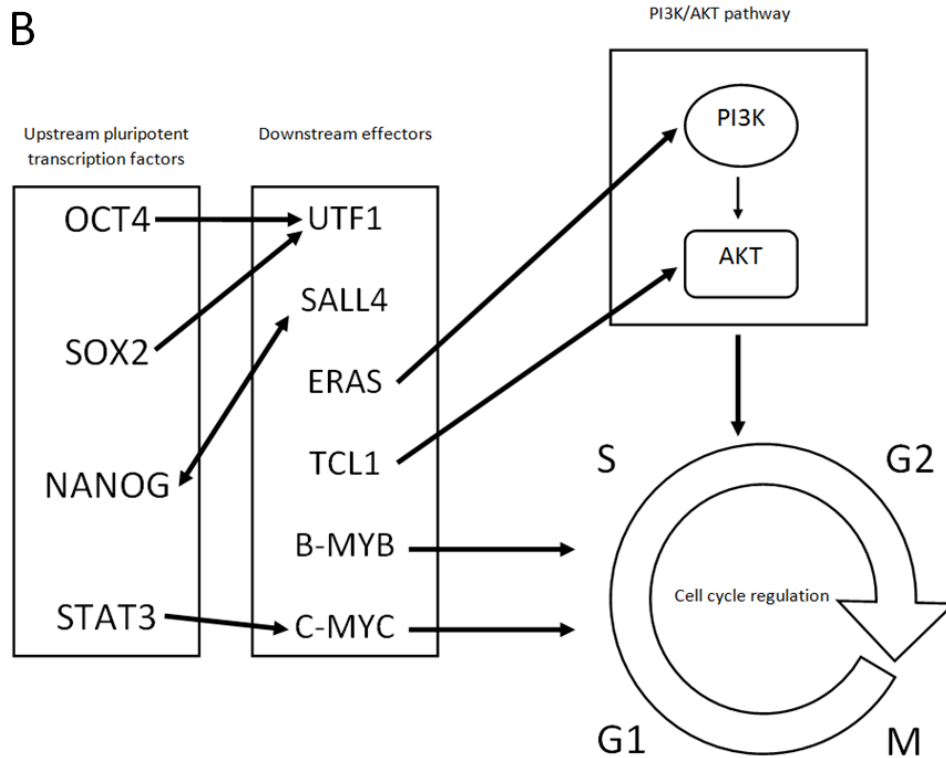 B
PI3K/AKT pathway
Upstream pluripotent
transcription factors
Downstream effectors
OCT4
SOX2
NANOG
STAT3
UTF1
SALL4
ERAS
TCL1
B-MYB
C-MYC
PI3K
AKT
S
G2
Cell cycle regulation
G1
M